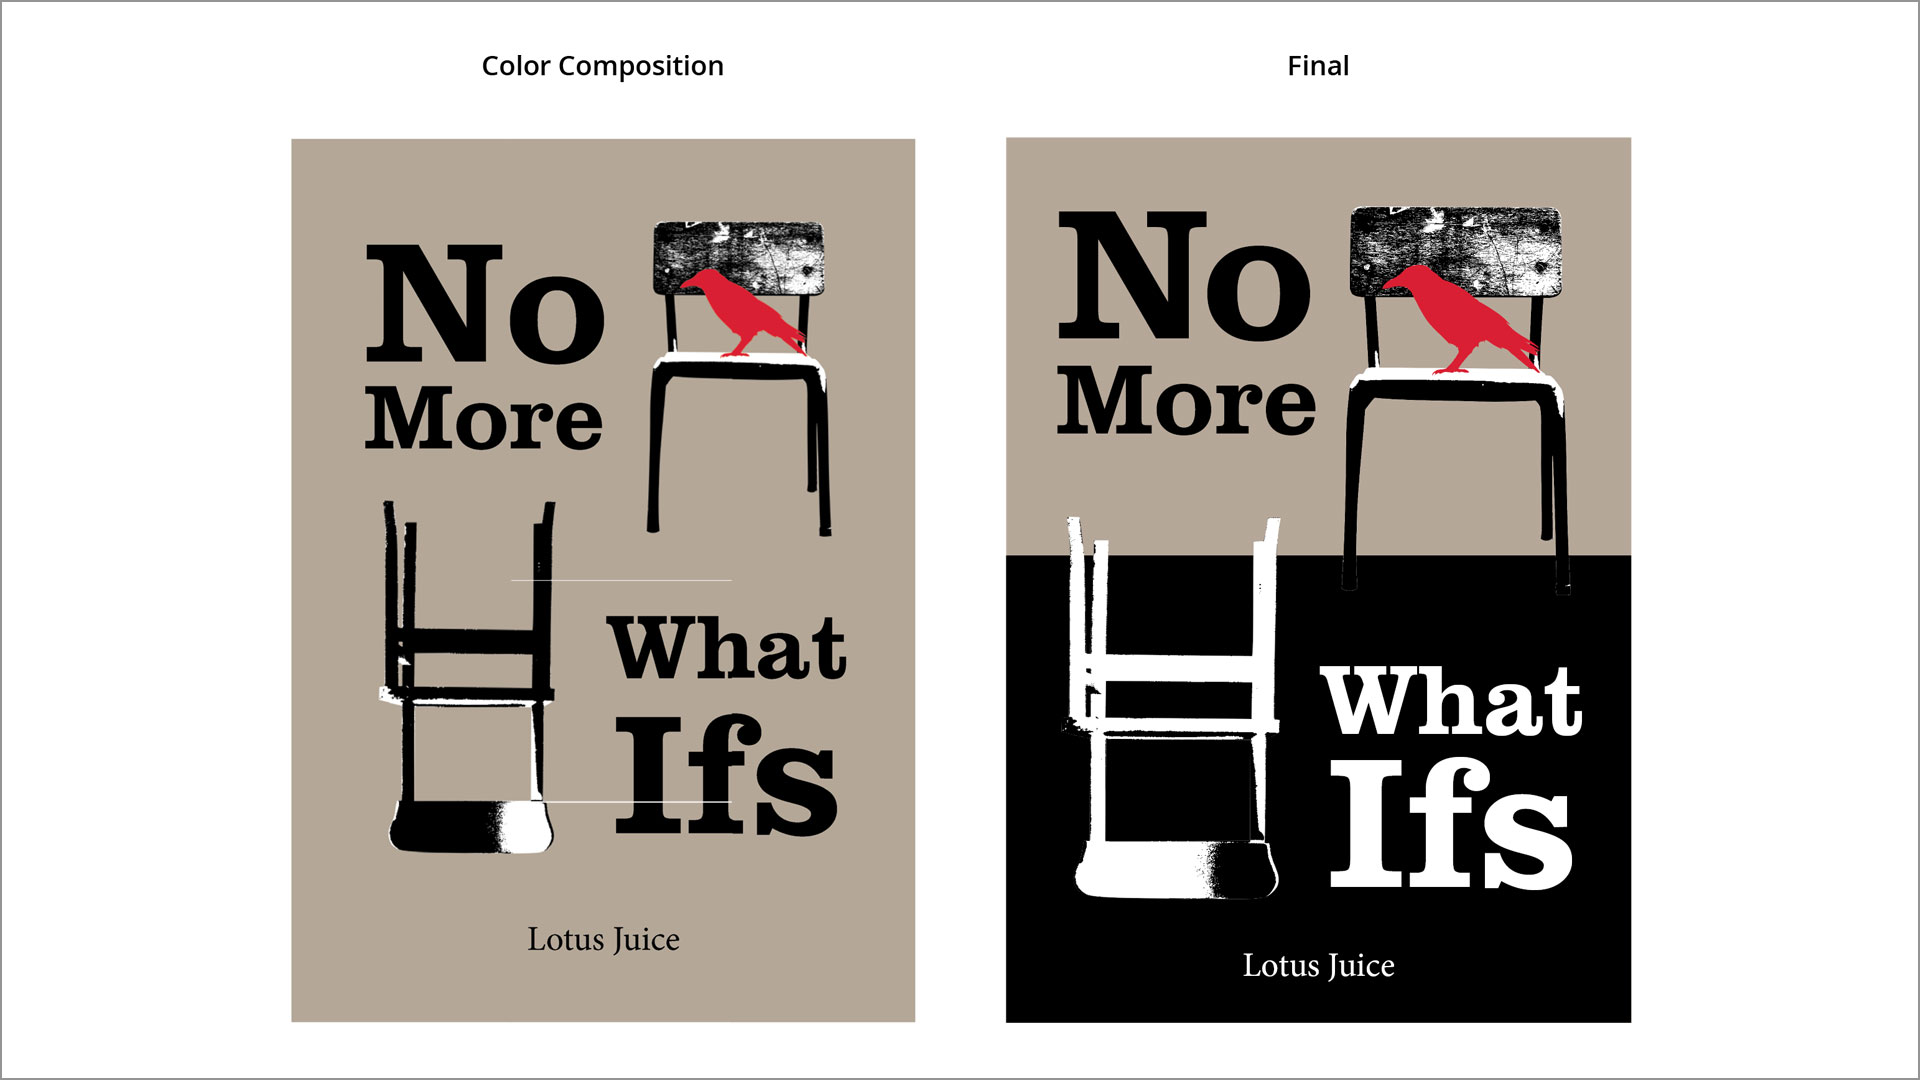 Color Composition
No
More
What
Ifs
Lotus Juice
Final
No
More
What
Ifs
Lotus Juice